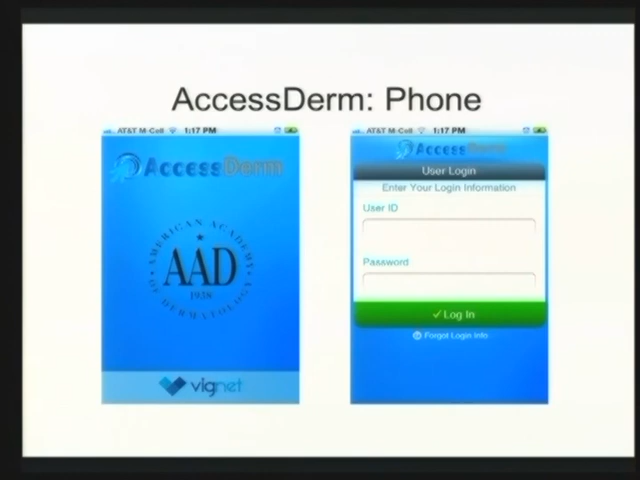 AccessDerm: Phone
AT&T M-Cell 1:17 PM
AccessDerm
AMERICAN ACADEMY
AAD
1938
OF DERMATOLOGY
vignet
AT&T M-Cell 1:17 PM
AccessDerm
User Login
Enter Your Login Information
User ID
Password
✓ Log In
Forgot Login Info